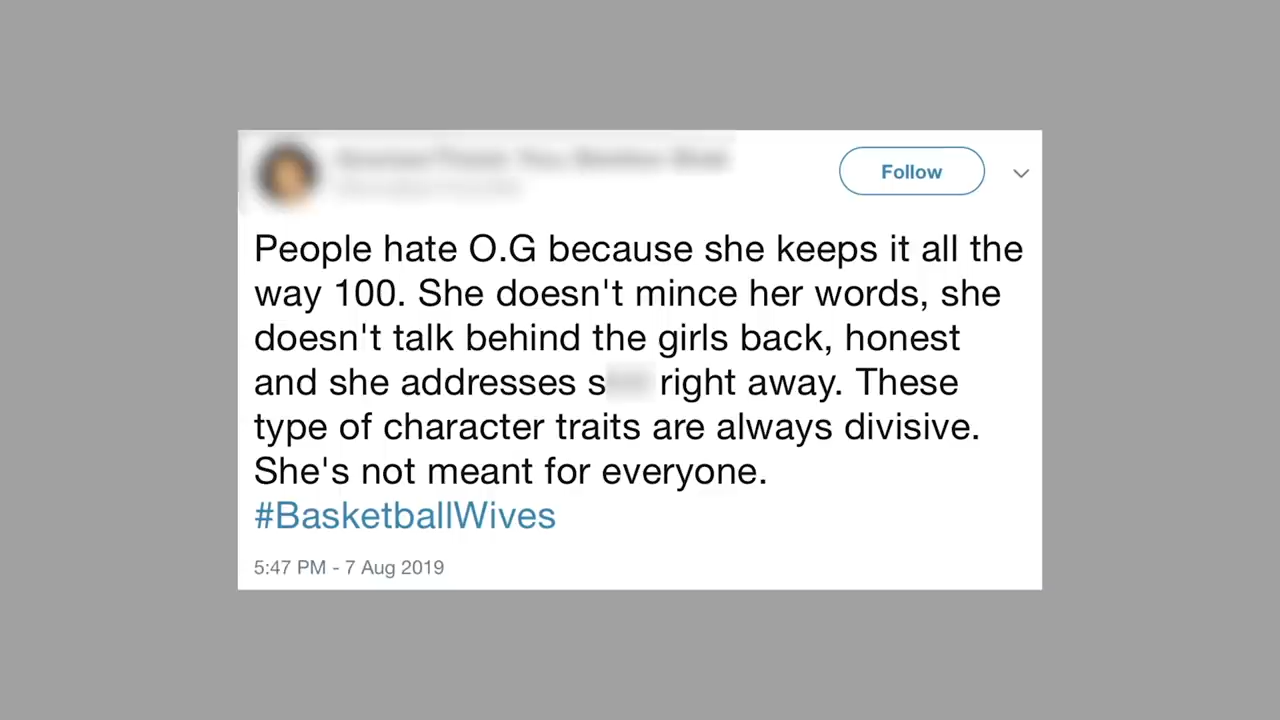 Follow
People hate O.G because she keeps it all the
way 100. She doesn't mince her words, she
doesn't talk behind the girls back, honest
and she addresses s right away. These
type of character traits are always divisive.
She's not meant for everyone.
#BasketballWives
5:47 PM - 7 Aug 2019